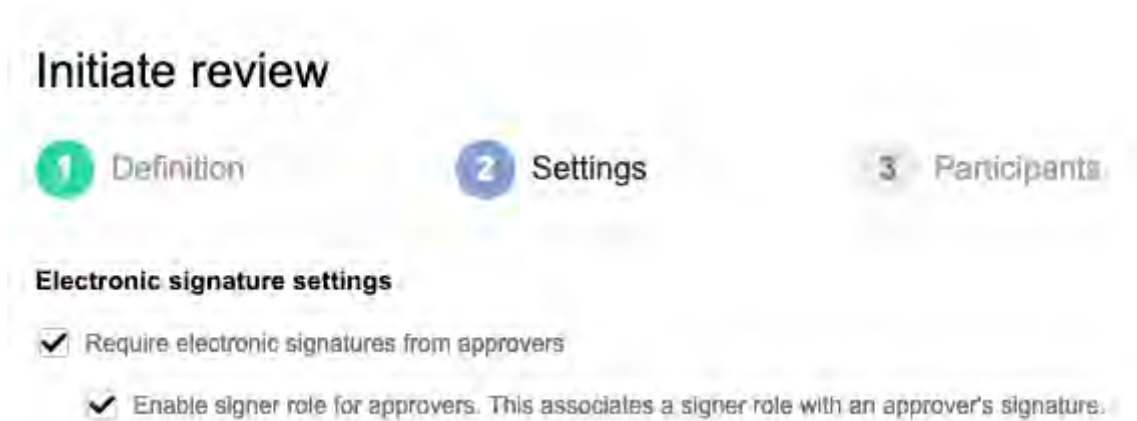 Initiate review
1 Definition 2 Settings 3 Participants
Electronic signature settings
Require electronic signatures from approvers
Enable signer role for approvers. This associates a signer role with an approver's signature.